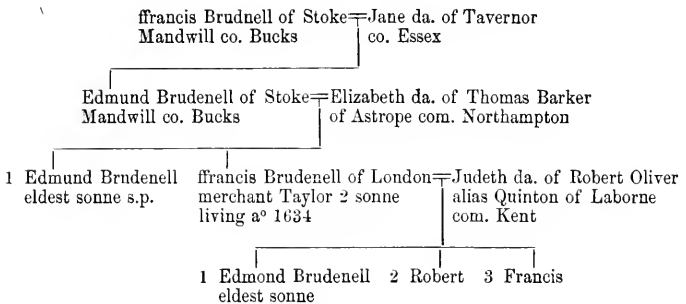 ffrancis Brudnell of Stoke
Mandwill co. Bucks
Jane da. of Tavernor
co. Essex
Edmund Brudenell of Stoke
Mandwill co. Bucks
Elizabeth da. of Thomas Barker
of Astrope com. Northampton
1 Edmund Brudenell
eldest sonne s.p.
ffrancis Brudenell of London
merchant Taylor 2 sonne
living aº 1634
Judeth da. of Robert Oliver
alias Quinton of Laborne
com. Kent
1 Edmond Brudenell
eldest sonne
2 Robert
3 Francis